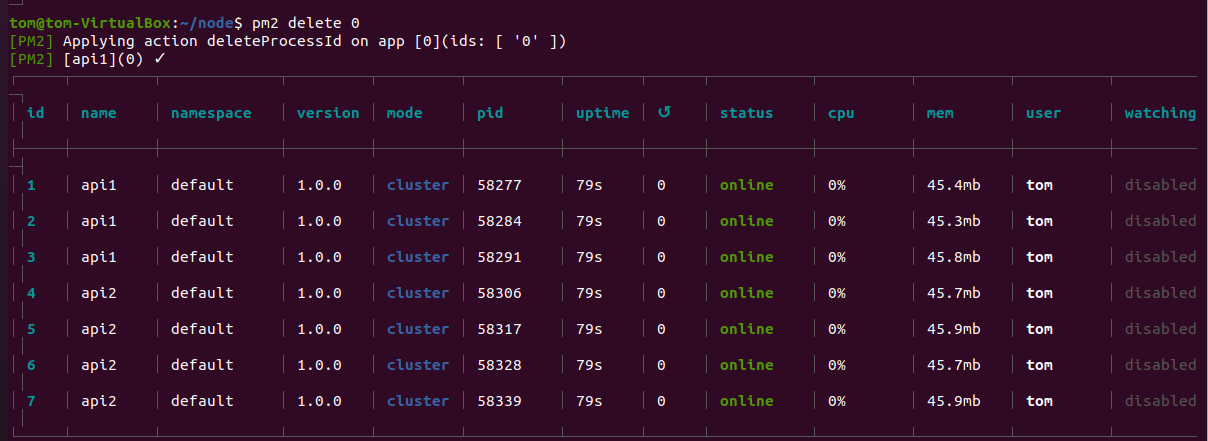 tom@tom-VirtualBox:~/node$ pm2 delete 0
[PM2] Applying action deleteProcessId on app [0](ids: [ '0' ])
[PM2] [api1](0) ✓
id │ name │ namespace │ version │ mode │ pid │ uptime │ ↺ │ status │ cpu │ mem │ user │ watching
1 │ api1 │ default │ 1.0.0 │ cluster │ 58277 │ 79s │ 0 │ online │ 0% │ 45.4mb │ tom │ disabled
2 │ api1 │ default │ 1.0.0 │ cluster │ 58284 │ 79s │ 0 │ online │ 0% │ 45.3mb │ tom │ disabled
3 │ api1 │ default │ 1.0.0 │ cluster │ 58291 │ 79s │ 0 │ online │ 0% │ 45.8mb │ tom │ disabled
4 │ api2 │ default │ 1.0.0 │ cluster │ 58306 │ 79s │ 0 │ online │ 0% │ 45.7mb │ tom │ disabled
5 │ api2 │ default │ 1.0.0 │ cluster │ 58317 │ 79s │ 0 │ online │ 0% │ 45.9mb │ tom │ disabled
6 │ api2 │ default │ 1.0.0 │ cluster │ 58328 │ 79s │ 0 │ online │ 0% │ 45.7mb │ tom │ disabled
7 │ api2 │ default │ 1.0.0 │ cluster │ 58339 │ 79s │ 0 │ online │ 0% │ 45.9mb │ tom │ disabled